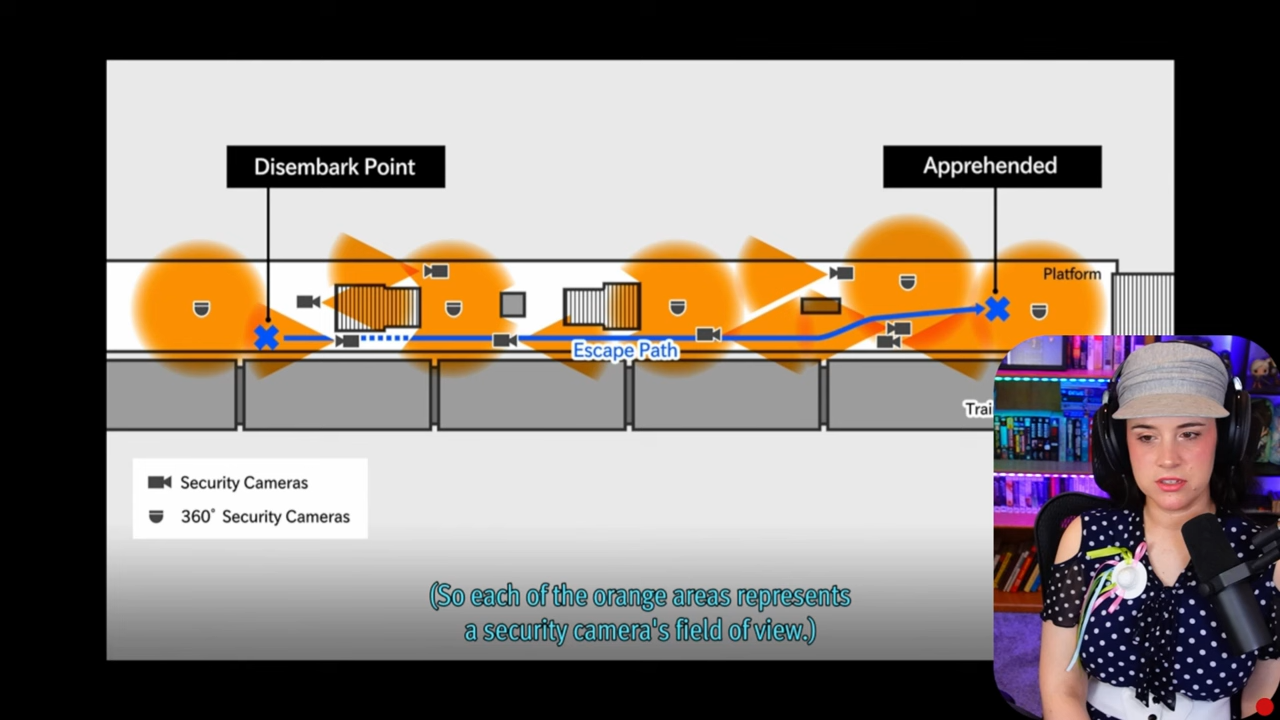 Disembark Point
Apprehended
Platform
Escape Path
Trai
Security Cameras
360° Security Cameras
(So each of the orange areas represents
a security camera's field of view.)